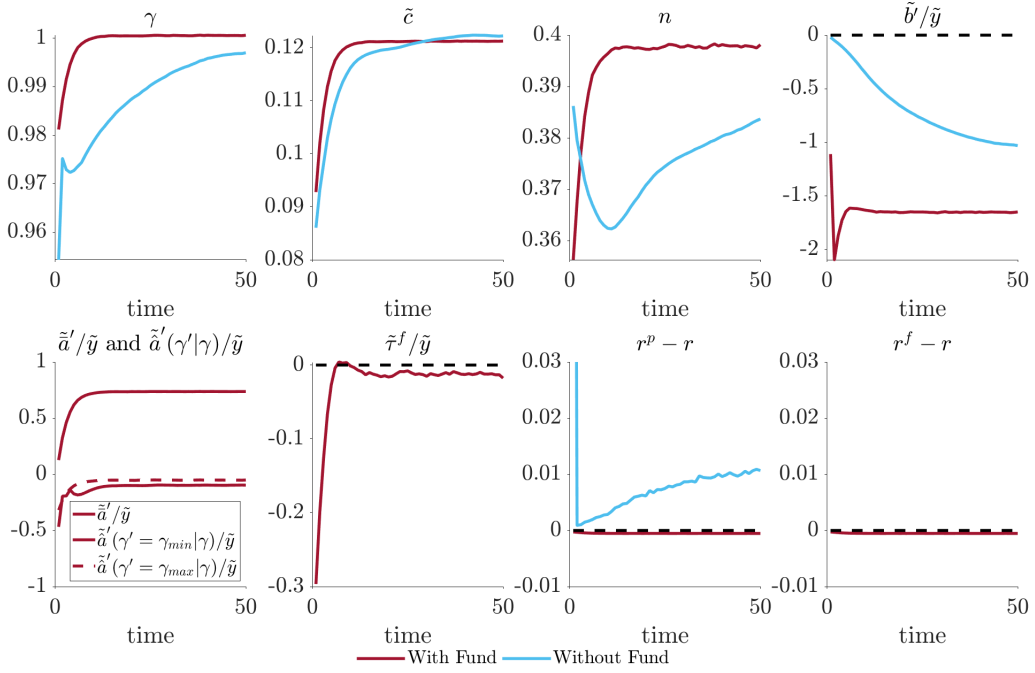 γ
1
0.99
0.98
0.97
0.96
0 50
time
c̃
0.12
0.11
0.1
0.09
0.08
0 50
time
n
0.4
0.39
0.38
0.37
0.36
0 50
time
b̃′/ỹ
0
-0.5
-1
-1.5
-2
0 50
time
ā̃′/ỹ and ẫ′(γ′|γ)/ỹ
1
0.5
0
-0.5
-1
ā̃′/ỹ
ẫ′(γ′ = γ_min|γ)/ỹ
ẫ′(γ′ = γ_max|γ)/ỹ
0 50
time
τ̃^f/ỹ
0
-0.1
-0.2
-0.3
0 50
time
r^p − r
0.03
0.02
0.01
0
-0.01
0 50
time
r^f − r
0.03
0.02
0.01
0
-0.01
0 50
time
With Fund Without Fund